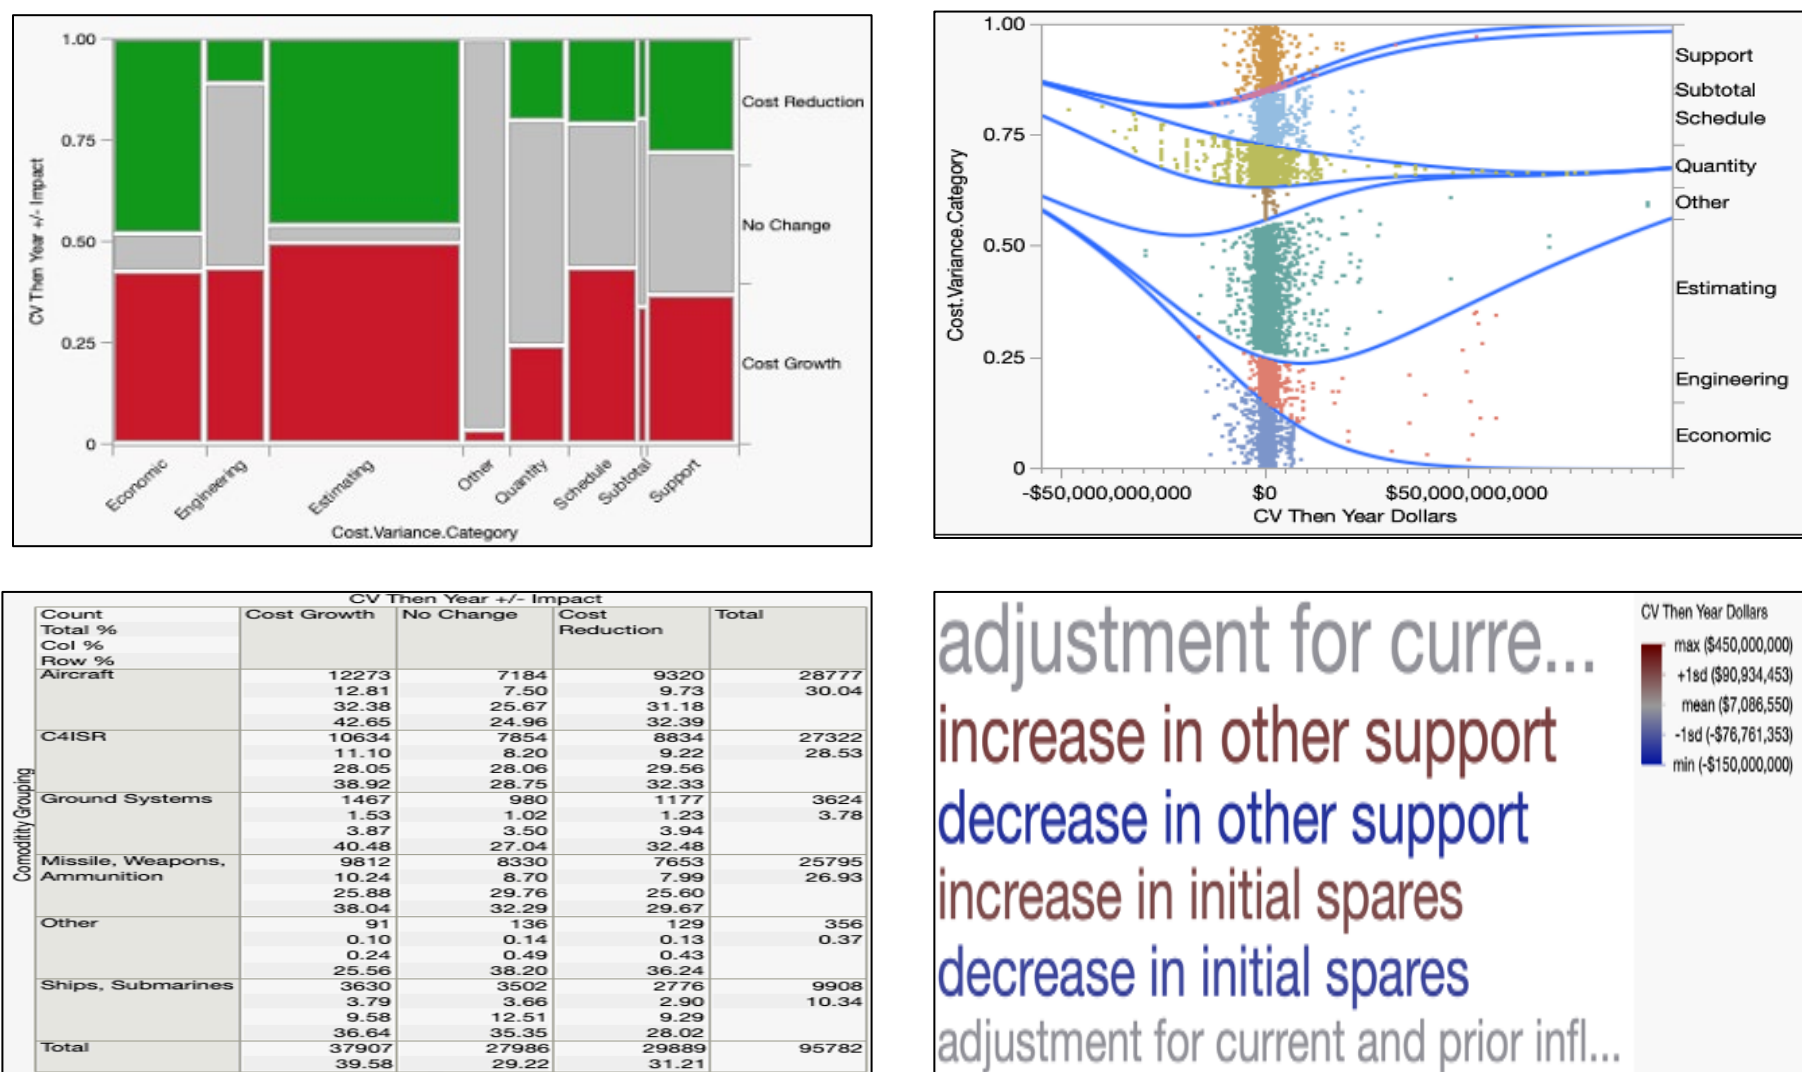 1.00
0.75
0.50
0.25
0
CV Then Year +/- Impact
Cost Reduction
No Change
Cost Growth
Economic
Engineering
Estimating
Other
Quantity
Schedule
Subtotal
Support
Cost.Variance.Category
1.00
0.75
0.50
0.25
0
Cost.Variance.Category
Support
Subtotal
Schedule
Quantity
Other
Estimating
Engineering
Economic
-$50,000,000,000 $0 $50,000,000,000
CV Then Year Dollars
CV Then Year +/- Impact
Count Cost Growth No Change Cost Total
Total % Reduction
Col %
Row %
Comoditity Grouping
Aircraft 12273 7184 9320 28777
12.81 7.50 9.73 30.04
32.38 25.67 31.18
42.65 24.96 32.39
C4ISR 10634 7854 8834 27322
11.10 8.20 9.22 28.53
28.05 28.06 29.56
38.92 28.75 32.33
Ground Systems 1467 980 1177 3624
1.53 1.02 1.23 3.78
3.87 3.50 3.94
40.48 27.04 32.48
Missile, Weapons, 9812 8330 7653 25795
Ammunition 10.24 8.70 7.99 26.93
25.88 29.76 25.60
38.04 32.29 29.67
Other 91 136 129 356
0.10 0.14 0.13 0.37
0.24 0.49 0.43
25.56 38.20 36.24
Ships, Submarines 3630 3502 2776 9908
3.79 3.66 2.90 10.34
9.58 12.51 9.29
36.64 35.35 28.02
Total 37907 27986 29889 95782
39.58 29.22 31.21
adjustment for curre...
increase in other support
decrease in other support
increase in initial spares
decrease in initial spares
adjustment for current and prior infl...
CV Then Year Dollars
max ($450,000,000)
+1sd ($90,934,453)
mean ($7,086,550)
-1sd (-$76,761,353)
min (-$150,000,000)